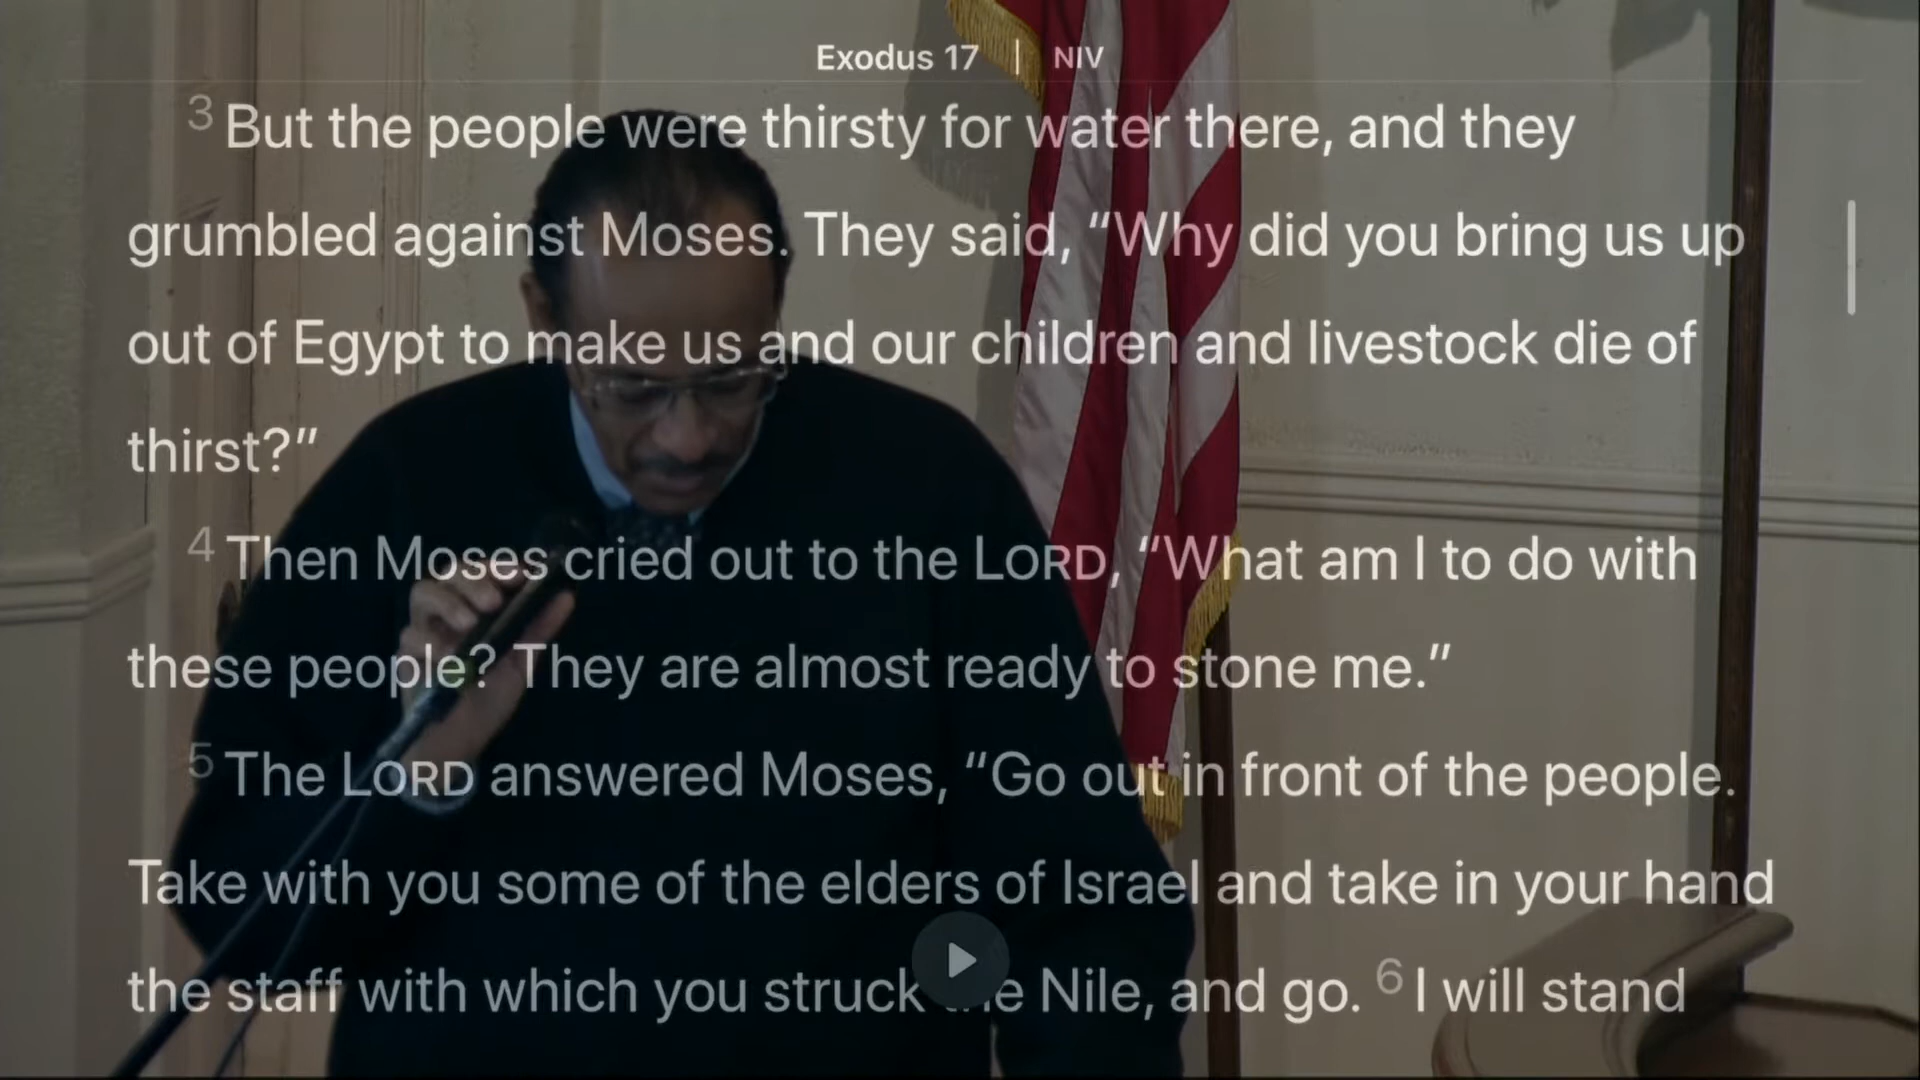 Exodus 17 | NIV
3 But the people were thirsty for water there, and they
grumbled against Moses. They said, “Why did you bring us up
out of Egypt to make us and our children and livestock die of
thirst?”
4 Then Moses cried out to the LORD, “What am I to do with
these people? They are almost ready to stone me.”
5 The LORD answered Moses, “Go out in front of the people.
Take with you some of the elders of Israel and take in your hand
the staff with which you struck the Nile, and go. 6 I will stand